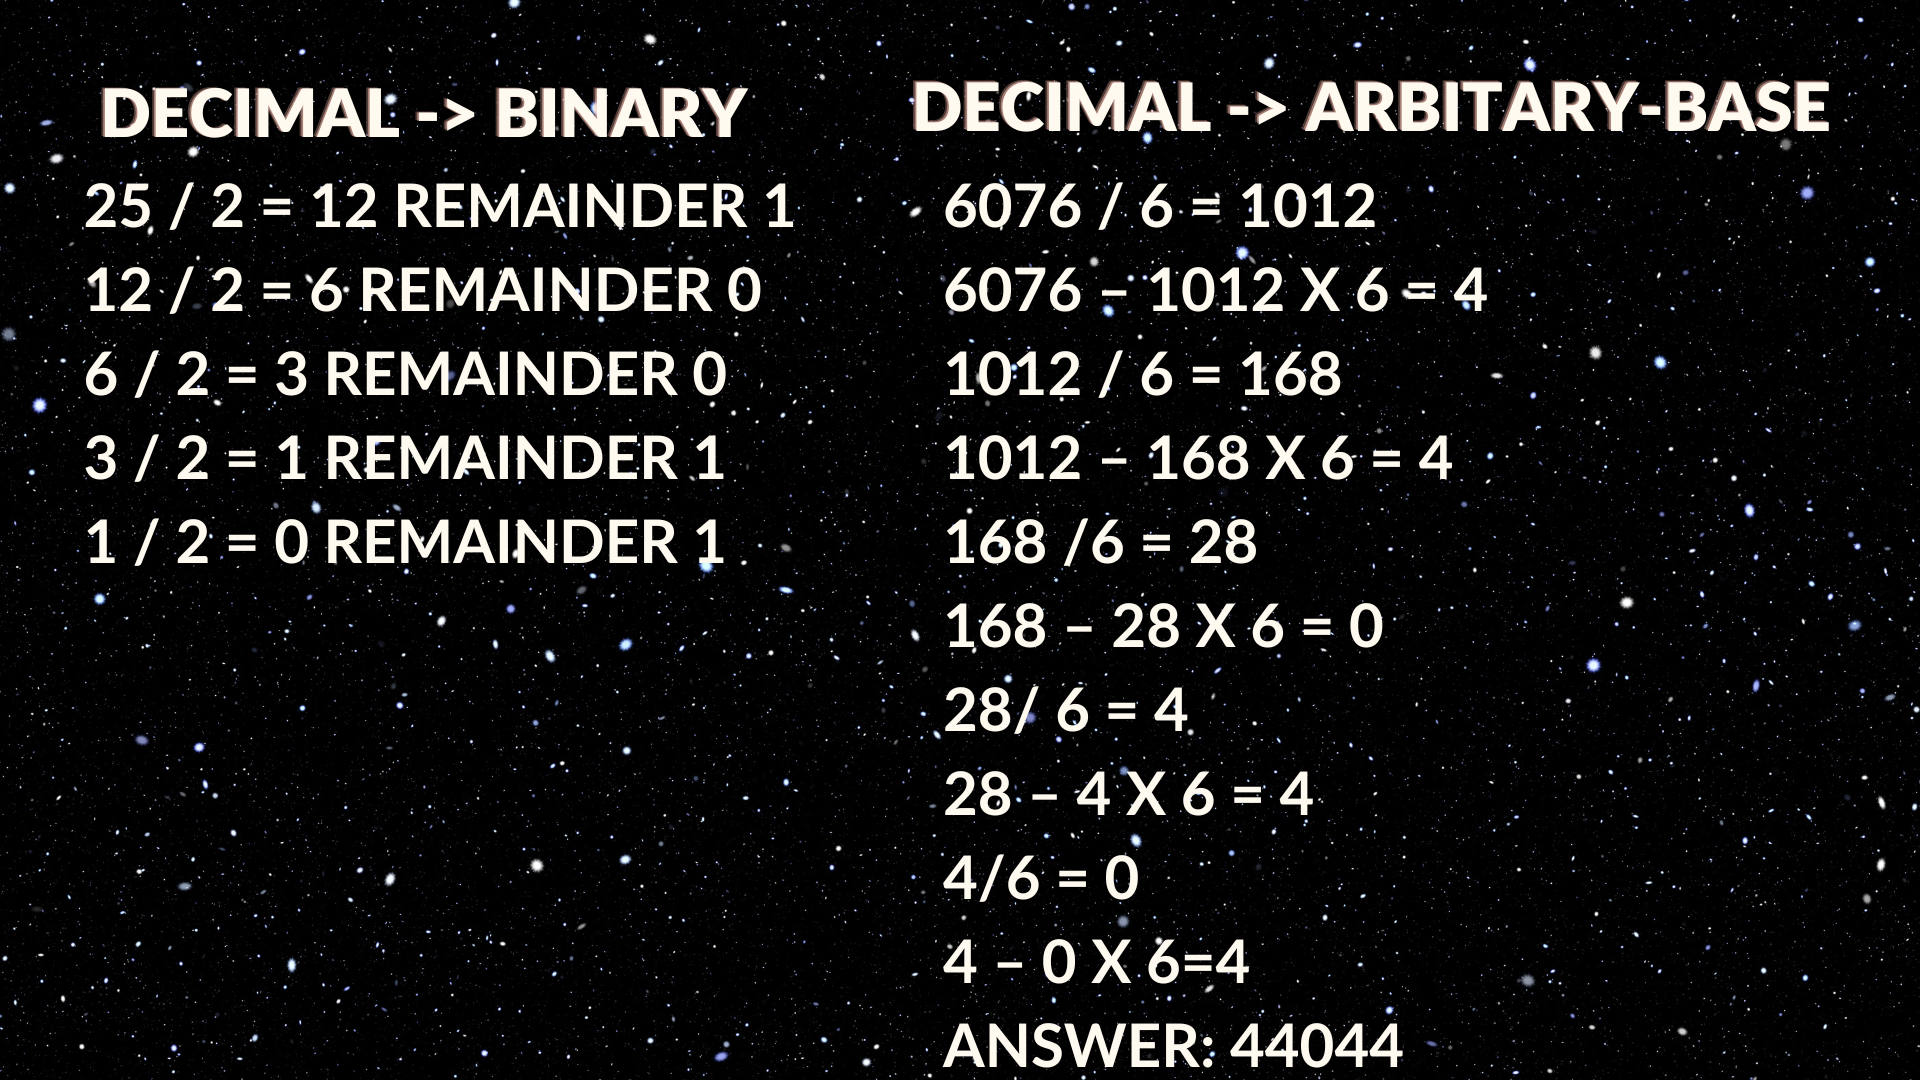 DECIMAL -> BINARY
25 / 2 = 12 REMAINDER 1
12 / 2 = 6 REMAINDER 0
6 / 2 = 3 REMAINDER 0
3 / 2 = 1 REMAINDER 1
1 / 2 = 0 REMAINDER 1
DECIMAL -> ARBITARY-BASE
6076 / 6 = 1012
6076 – 1012 X 6 = 4
1012 / 6 = 168
1012 – 168 X 6 = 4
168 /6 = 28
168 – 28 X 6 = 0
28/ 6 = 4
28 – 4 X 6 = 4
4/6 = 0
4 – 0 X 6=4
ANSWER: 44044